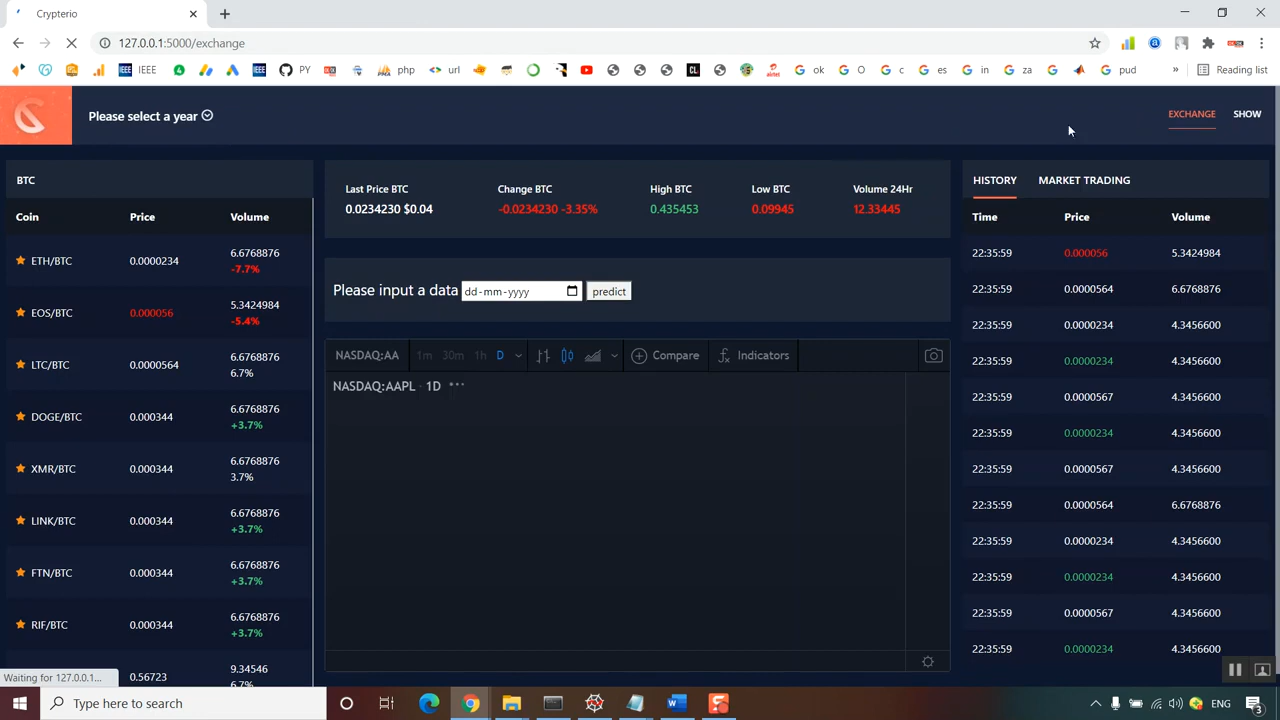 Crypterio
127.0.0.1:5000/exchange
IEEE IEEE PY php url ok O c es in za pud » Reading list
Please select a year
EXCHANGE SHOW
BTC
Coin Price Volume
ETH/BTC 0.0000234 6.6768876
-7.7%
EOS/BTC 0.000056 5.3424984
-5.4%
LTC/BTC 0.0000564 6.6768876
6.7%
DOGE/BTC 0.000344 6.6768876
+3.7%
XMR/BTC 0.000344 6.6768876
3.7%
LINK/BTC 0.000344 6.6768876
+3.7%
FTN/BTC 0.000344 6.6768876
+3.7%
RIF/BTC 0.000344 6.6768876
+3.7%
0.56723 9.34546
6.7%
Waiting for 127.0.0.1...
Last Price BTC Change BTC High BTC Low BTC Volume 24Hr
0.0234230 $0.04 -0.0234230 -3.35% 0.435453 0.09945 12.33445
Please input a data dd-mm-yyyy predict
NASDAQ:AA 1m 30m 1h D Compare Indicators
NASDAQ:AAPL · 1D
HISTORY MARKET TRADING
Time Price Volume
22:35:59 0.000056 5.3424984
22:35:59 0.0000564 6.6768876
22:35:59 0.0000234 4.3456600
22:35:59 0.0000234 4.3456600
22:35:59 0.0000567 4.3456600
22:35:59 0.0000234 4.3456600
22:35:59 0.0000567 4.3456600
22:35:59 0.0000564 6.6768876
22:35:59 0.0000234 4.3456600
22:35:59 0.0000234 4.3456600
22:35:59 0.0000567 4.3456600
22:35:59 0.0000234 4.3456600
Type here to search
ENG
3